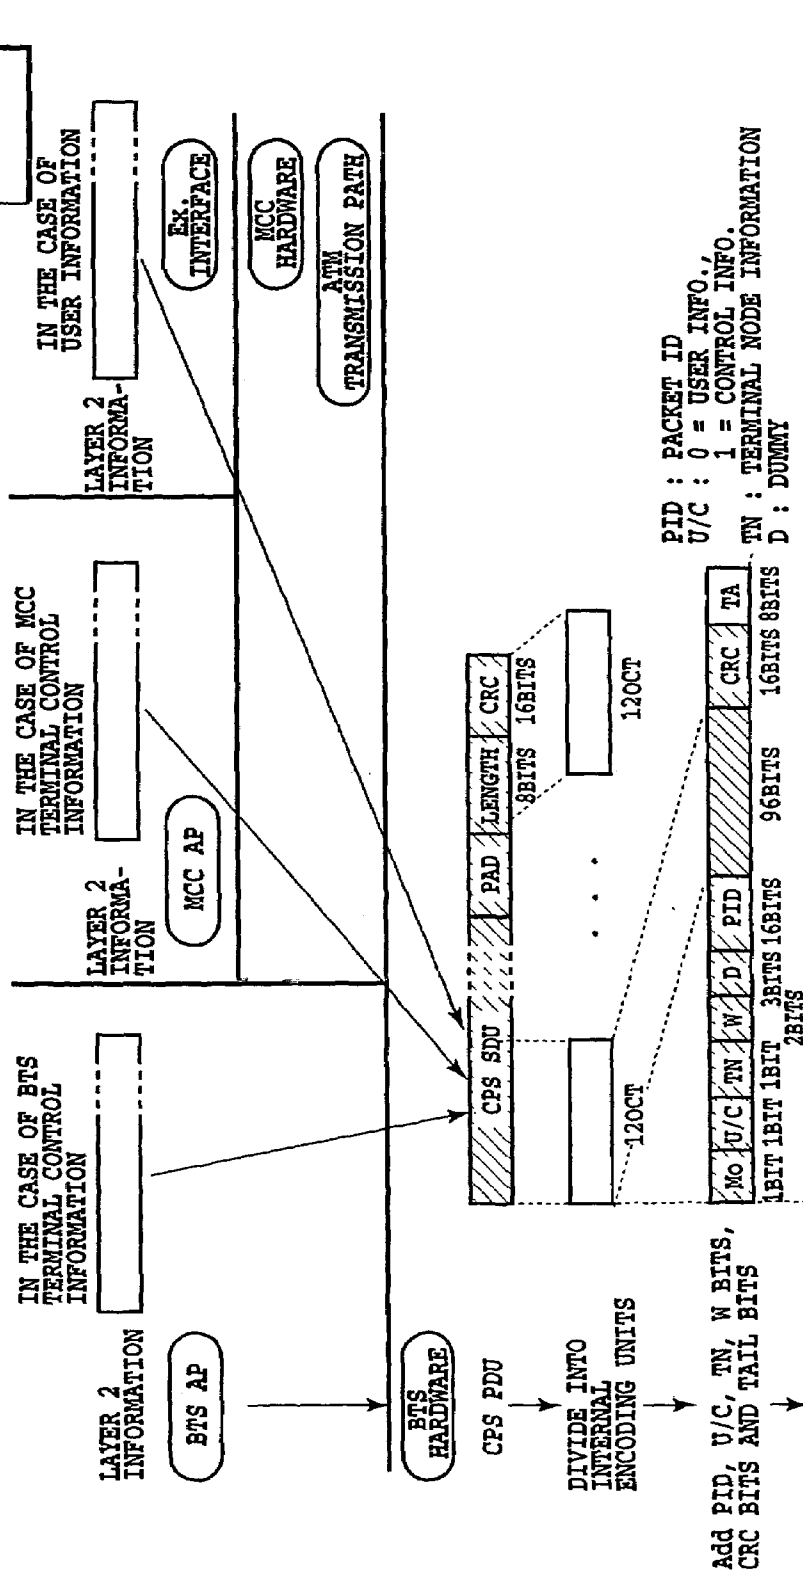 IN THE CASE OF BTS
TERMINAL CONTROL
INFORMATION
IN THE CASE OF MCC
TERMINAL CONTROL
INFORMATION
IN THE CASE OF
USER INFORMATION
LAYER 2
INFORMATION
LAYER 2
INFORMA-
TION
LAYER 2
INFORMA-
TION
BTS AP
MCC AP
Ex.
INTERFACE
MCC
HARDWARE
ATM
TRANSMISSION PATH
BTS
HARDWARE
CPS PDU
CPS SDU
PAD
LENGTH
CRC
8BITS
16BITS
DIVIDE INTO
INTERNAL
ENCODING UNITS
12OCT
12OCT
PID : PACKET ID
U/C : 0 = USER INFO.,
1 = CONTROL INFO.
TN : TERMINAL NODE INFORMATION
D : DUMMY
Add PID, U/C, TN, W BITS,
CRC BITS AND TAIL BITS
Mo U/C TN W D PID CRC TA
1BIT 1BIT 1BIT 3BITS 16BITS 96BITS 16BITS 8BITS
2BITS